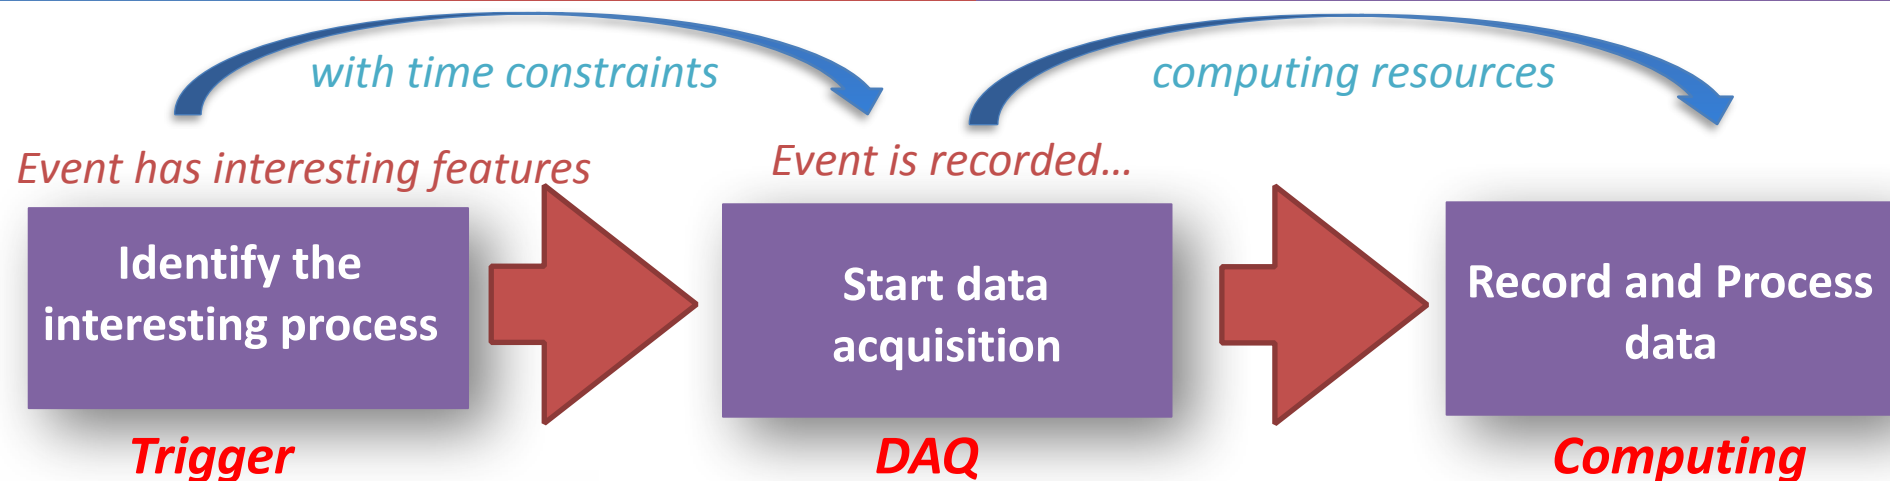 with time constraints
computing resources
Event has interesting features
Event is recorded...
Identify the
interesting process
Start data
acquisition
Record and Process
data
Trigger
DAQ
Computing